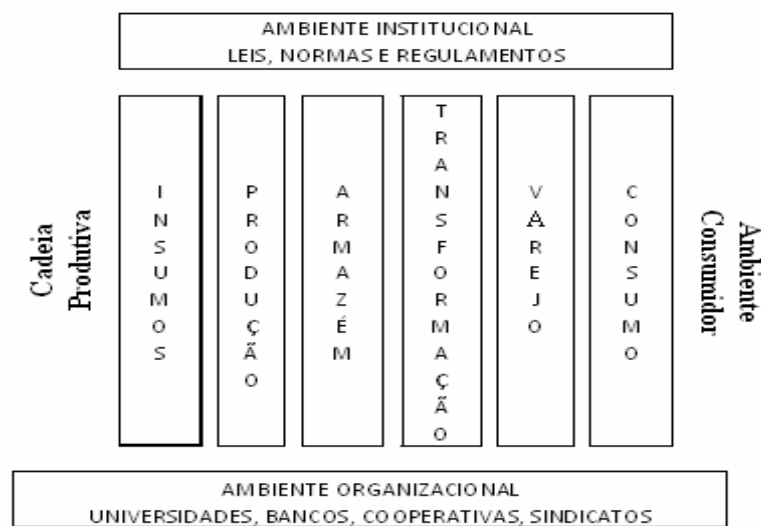 AMBIENTE INSTITUCIONAL
LEIS, NORMAS E REGULAMENTOS
Cadeia
Produtiva
INSUMOS
PRODUÇÃO
ARMAZÉM
TRANSFORMAÇÃO
VAREJO
CONSUMO
Ambiente
Consumidor
AMBIENTE ORGANIZACIONAL
UNIVERSIDADES, BANCOS, COOPERATIVAS, SINDICATOS